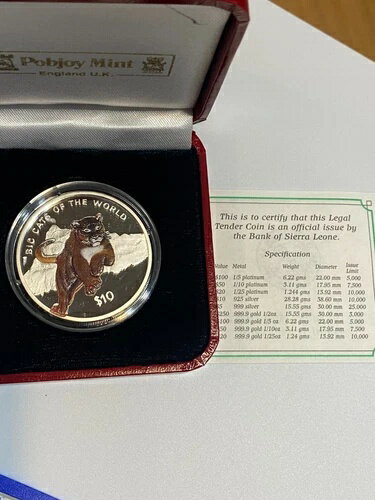 Pobjoy Mint
England U.K.
BIG CATS OF THE WORLD
$10
This is to certify that this Legal
Tender Coin is an official issue by
the Bank of Sierra Leone.
Specification
Value Metal Weight Diameter Issue Limit
$100 1/5 platinum 6.22 gms 22.00 mm 5,000
$50 1/10 platinum 3.11 gms 17.95 mm 7,500
$20 1/25 platinum 1.244 gms 13.92 mm 10,000
$10 925 silver 28.28 gms 38.60 mm 10,000
999 silver 15.55 gms 30.00 mm 25,000
999.9 gold 1/2oz 15.55 gms 30.00 mm 5,000
$100 999.9 gold 1/5 oz 6.22 gms 22.00 mm 5,000
999.9 gold 1/10oz 3.11 gms 17.95 mm 7,500
999.9 gold 1/25oz 1.24 gms 13.92 mm 10,000